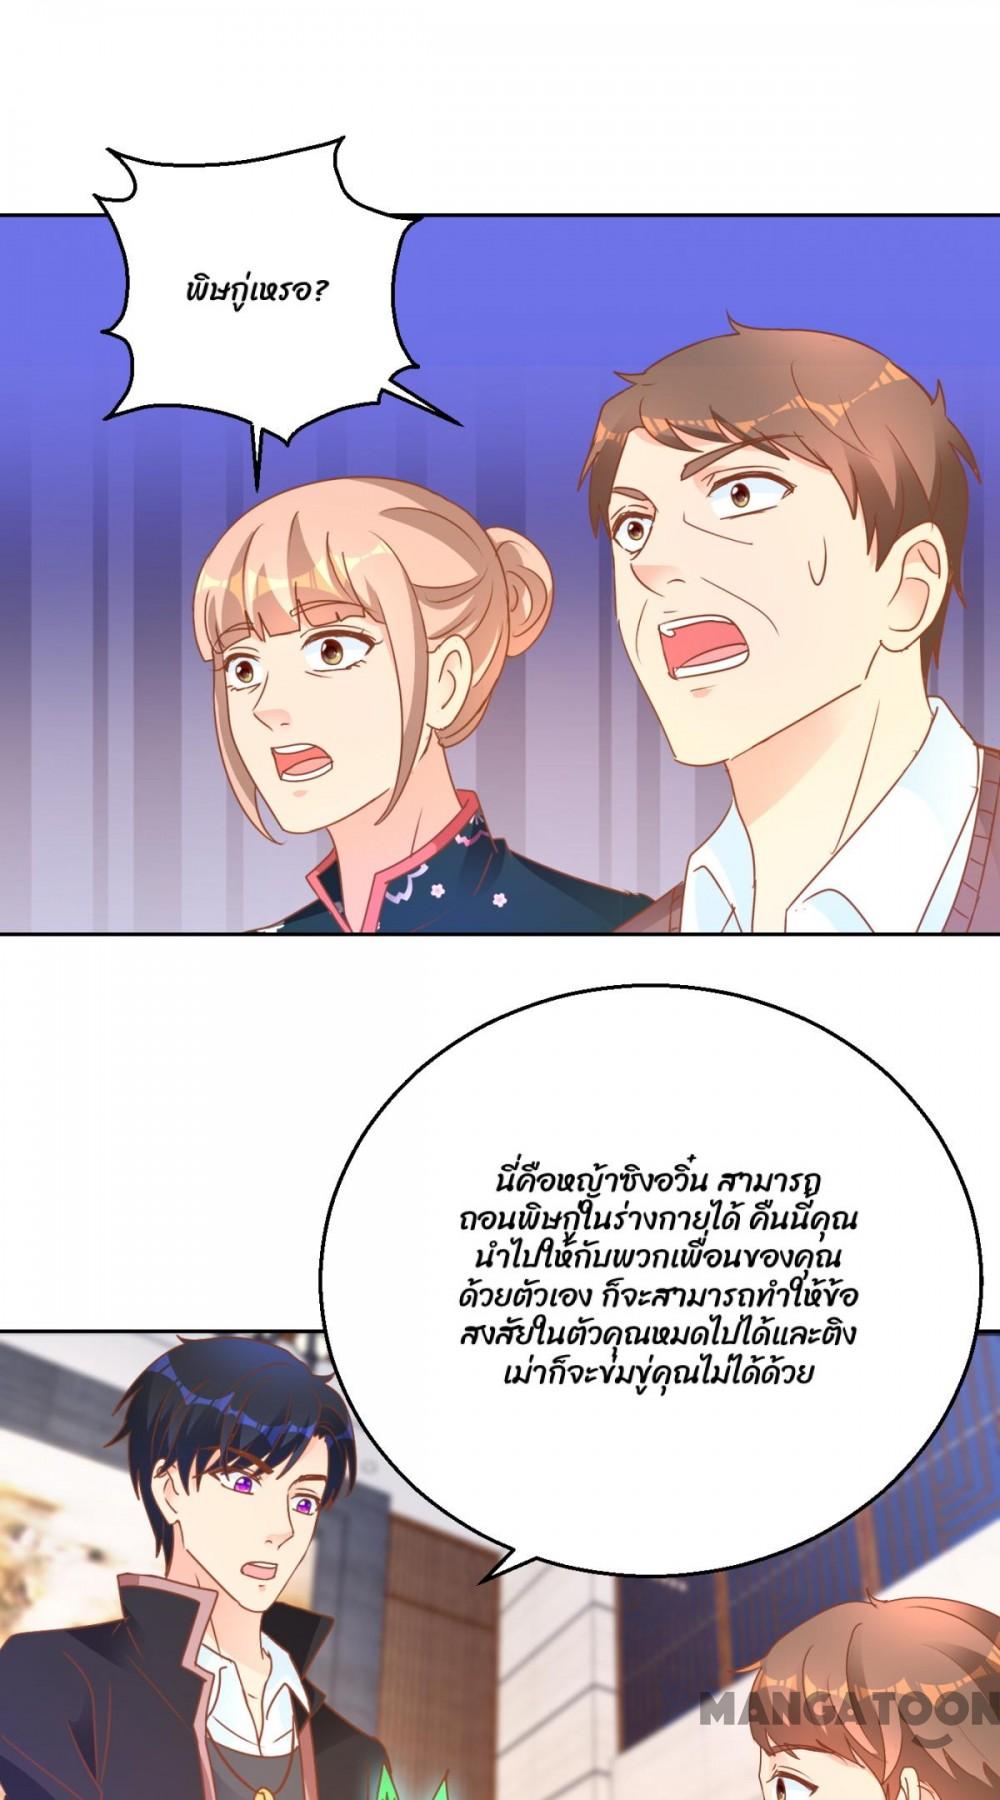 พิษกู่เหรอ?
นี่คือหญ้าซิงอวิ๋น สามารถ
ถอนพิษกู่ในร่างกายได้ คืนนี้คุณ
นำไปให้กับพวกเพื่อนของคุณ
ด้วยตัวเอง ก็จะสามารถทำให้ข้อ
สงสัยในตัวคุณหมดไปได้และติง
เม่าก็จะข่มขู่คุณไม่ได้ด้วย
MANGATOON